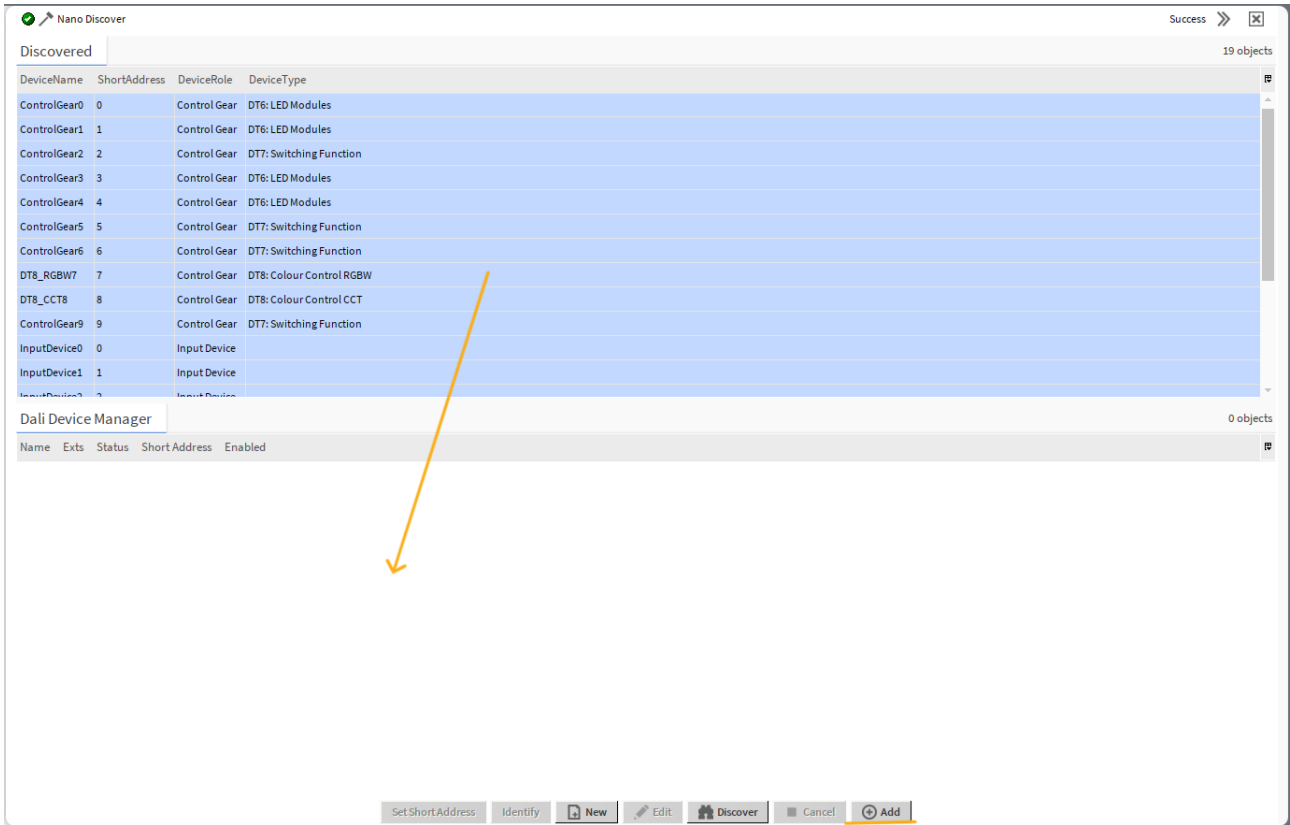 Nano Discover Success
Discovered 19 objects
DeviceName ShortAddress DeviceRole DeviceType
ControlGear0 0 Control Gear DT6: LED Modules
ControlGear1 1 Control Gear DT6: LED Modules
ControlGear2 2 Control Gear DT7: Switching Function
ControlGear3 3 Control Gear DT6: LED Modules
ControlGear4 4 Control Gear DT6: LED Modules
ControlGear5 5 Control Gear DT7: Switching Function
ControlGear6 6 Control Gear DT7: Switching Function
DT8_RGBW7 7 Control Gear DT8: Colour Control RGBW
DT8_CCT8 8 Control Gear DT8: Colour Control CCT
ControlGear9 9 Control Gear DT7: Switching Function
InputDevice0 0 Input Device
InputDevice1 1 Input Device
InputDevice2 2 Input Device
Dali Device Manager 0 objects
Name Exts Status Short Address Enabled
Set Short Address Identify New Edit Discover Cancel Add